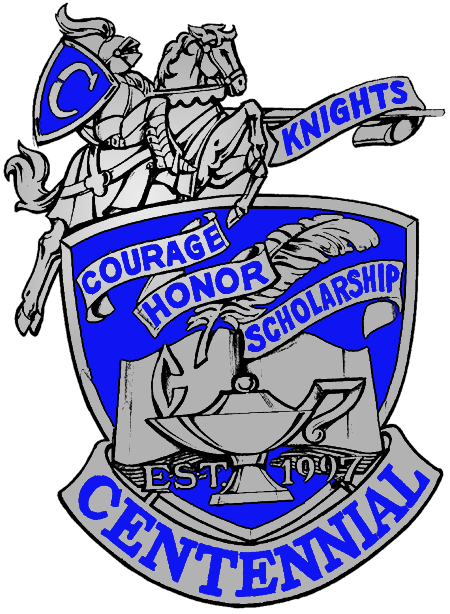 C
KNIGHTS
COURAGE
HONOR
SCHOLARSHIP
EST. 1997
CENTENNIAL